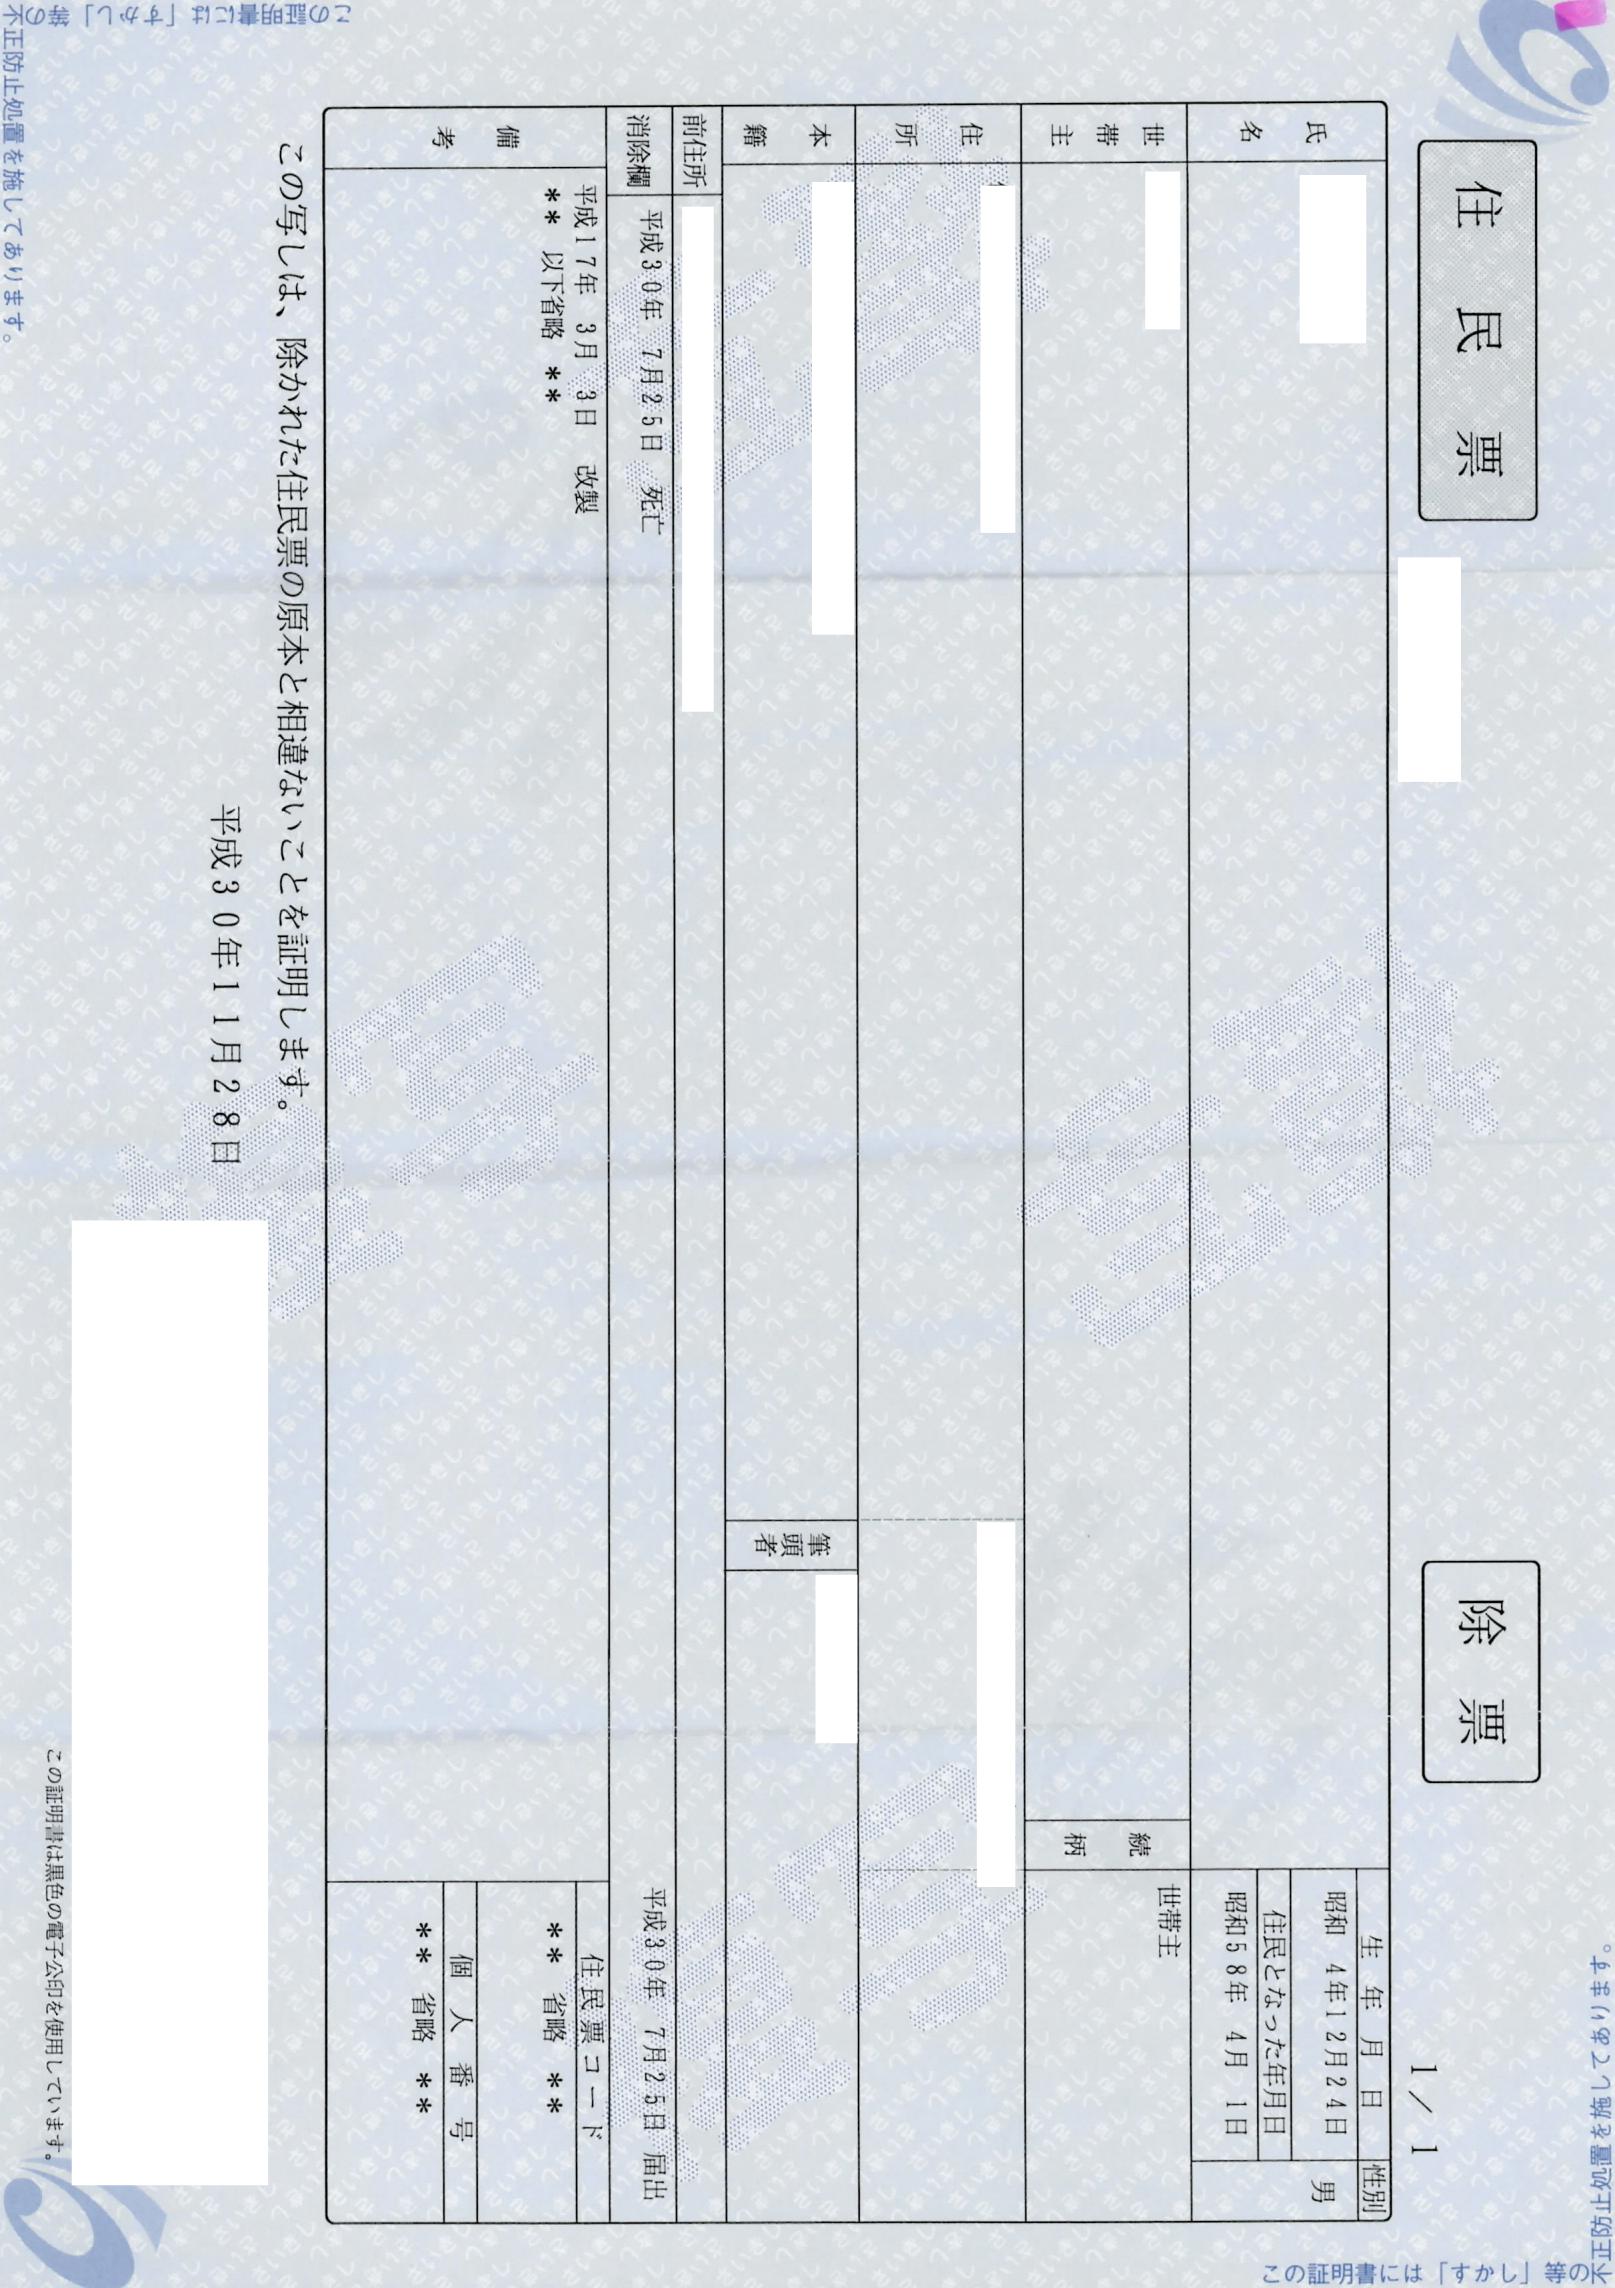 この証明書には「すかし」等の不正防止処置を施してあります。
住民票
除票
1/1
氏名
生年月日
性別
昭和 4年12月24日
男
住民となった年月日
昭和58年 4月 1日
世帯主
続柄
世帯主
住所
本籍
筆頭者
前住所
消除欄
平成30年 7月25日 死亡
平成30年 7月25日 届出
備考
平成17年 3月 3日 改製
** 以下省略 **
住民票コード
** 省略 **
個人番号
** 省略 **
この写しは、除かれた住民票の原本と相違ないことを証明します。
平成30年11月28日
この証明書は黒色の電子公印を使用しています。
この証明書には「すかし」等の不正防止処置を施してあります。